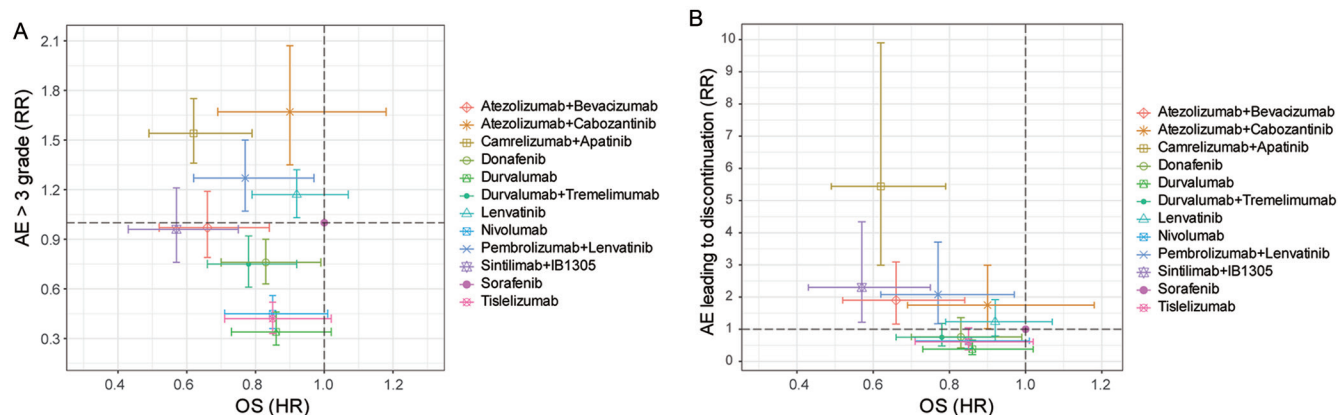 A
AE > 3 grade (RR)
2.1
1.8
1.5
1.2
0.9
0.6
0.3
0.4
0.6
0.8
1.0
1.2
OS (HR)
Atezolizumab+Bevacizumab
Atezolizumab+Cabozantinib
Camrelizumab+Apatinib
Donafenib
Durvalumab
Durvalumab+Tremelimumab
Lenvatinib
Nivolumab
Pembrolizumab+Lenvatinib
Sintilimab+IB1305
Sorafenib
Tislelizumab
B
AE leading to discontinuation (RR)
10
9
8
7
6
5
4
3
2
1
0
0.4
0.6
0.8
1.0
1.2
OS (HR)
Atezolizumab+Bevacizumab
Atezolizumab+Cabozantinib
Camrelizumab+Apatinib
Donafenib
Durvalumab
Durvalumab+Tremelimumab
Lenvatinib
Nivolumab
Pembrolizumab+Lenvatinib
Sintilimab+IB1305
Sorafenib
Tislelizumab